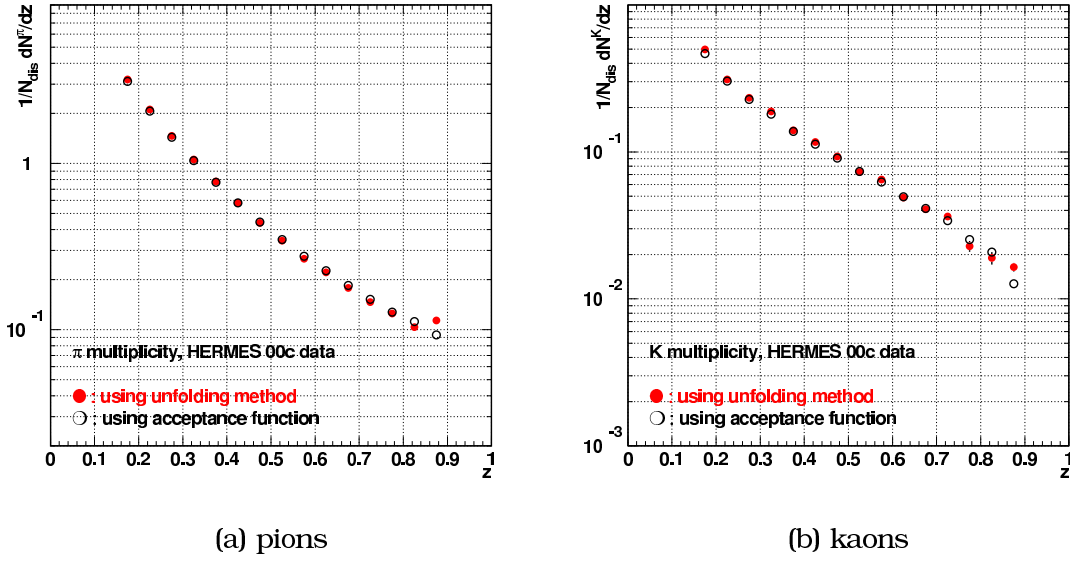 1/N_dis dN^π/dz
1
10^-1
0 0.1 0.2 0.3 0.4 0.5 0.6 0.7 0.8 0.9 1
z
π multiplicity, HERMES 00c data
: using unfolding method
: using acceptance function
(a) pions
1/N_dis dN^K/dz
10^-1
10^-2
10^-3
0 0.1 0.2 0.3 0.4 0.5 0.6 0.7 0.8 0.9 1
z
K multiplicity, HERMES 00c data
: using unfolding method
: using acceptance function
(b) kaons